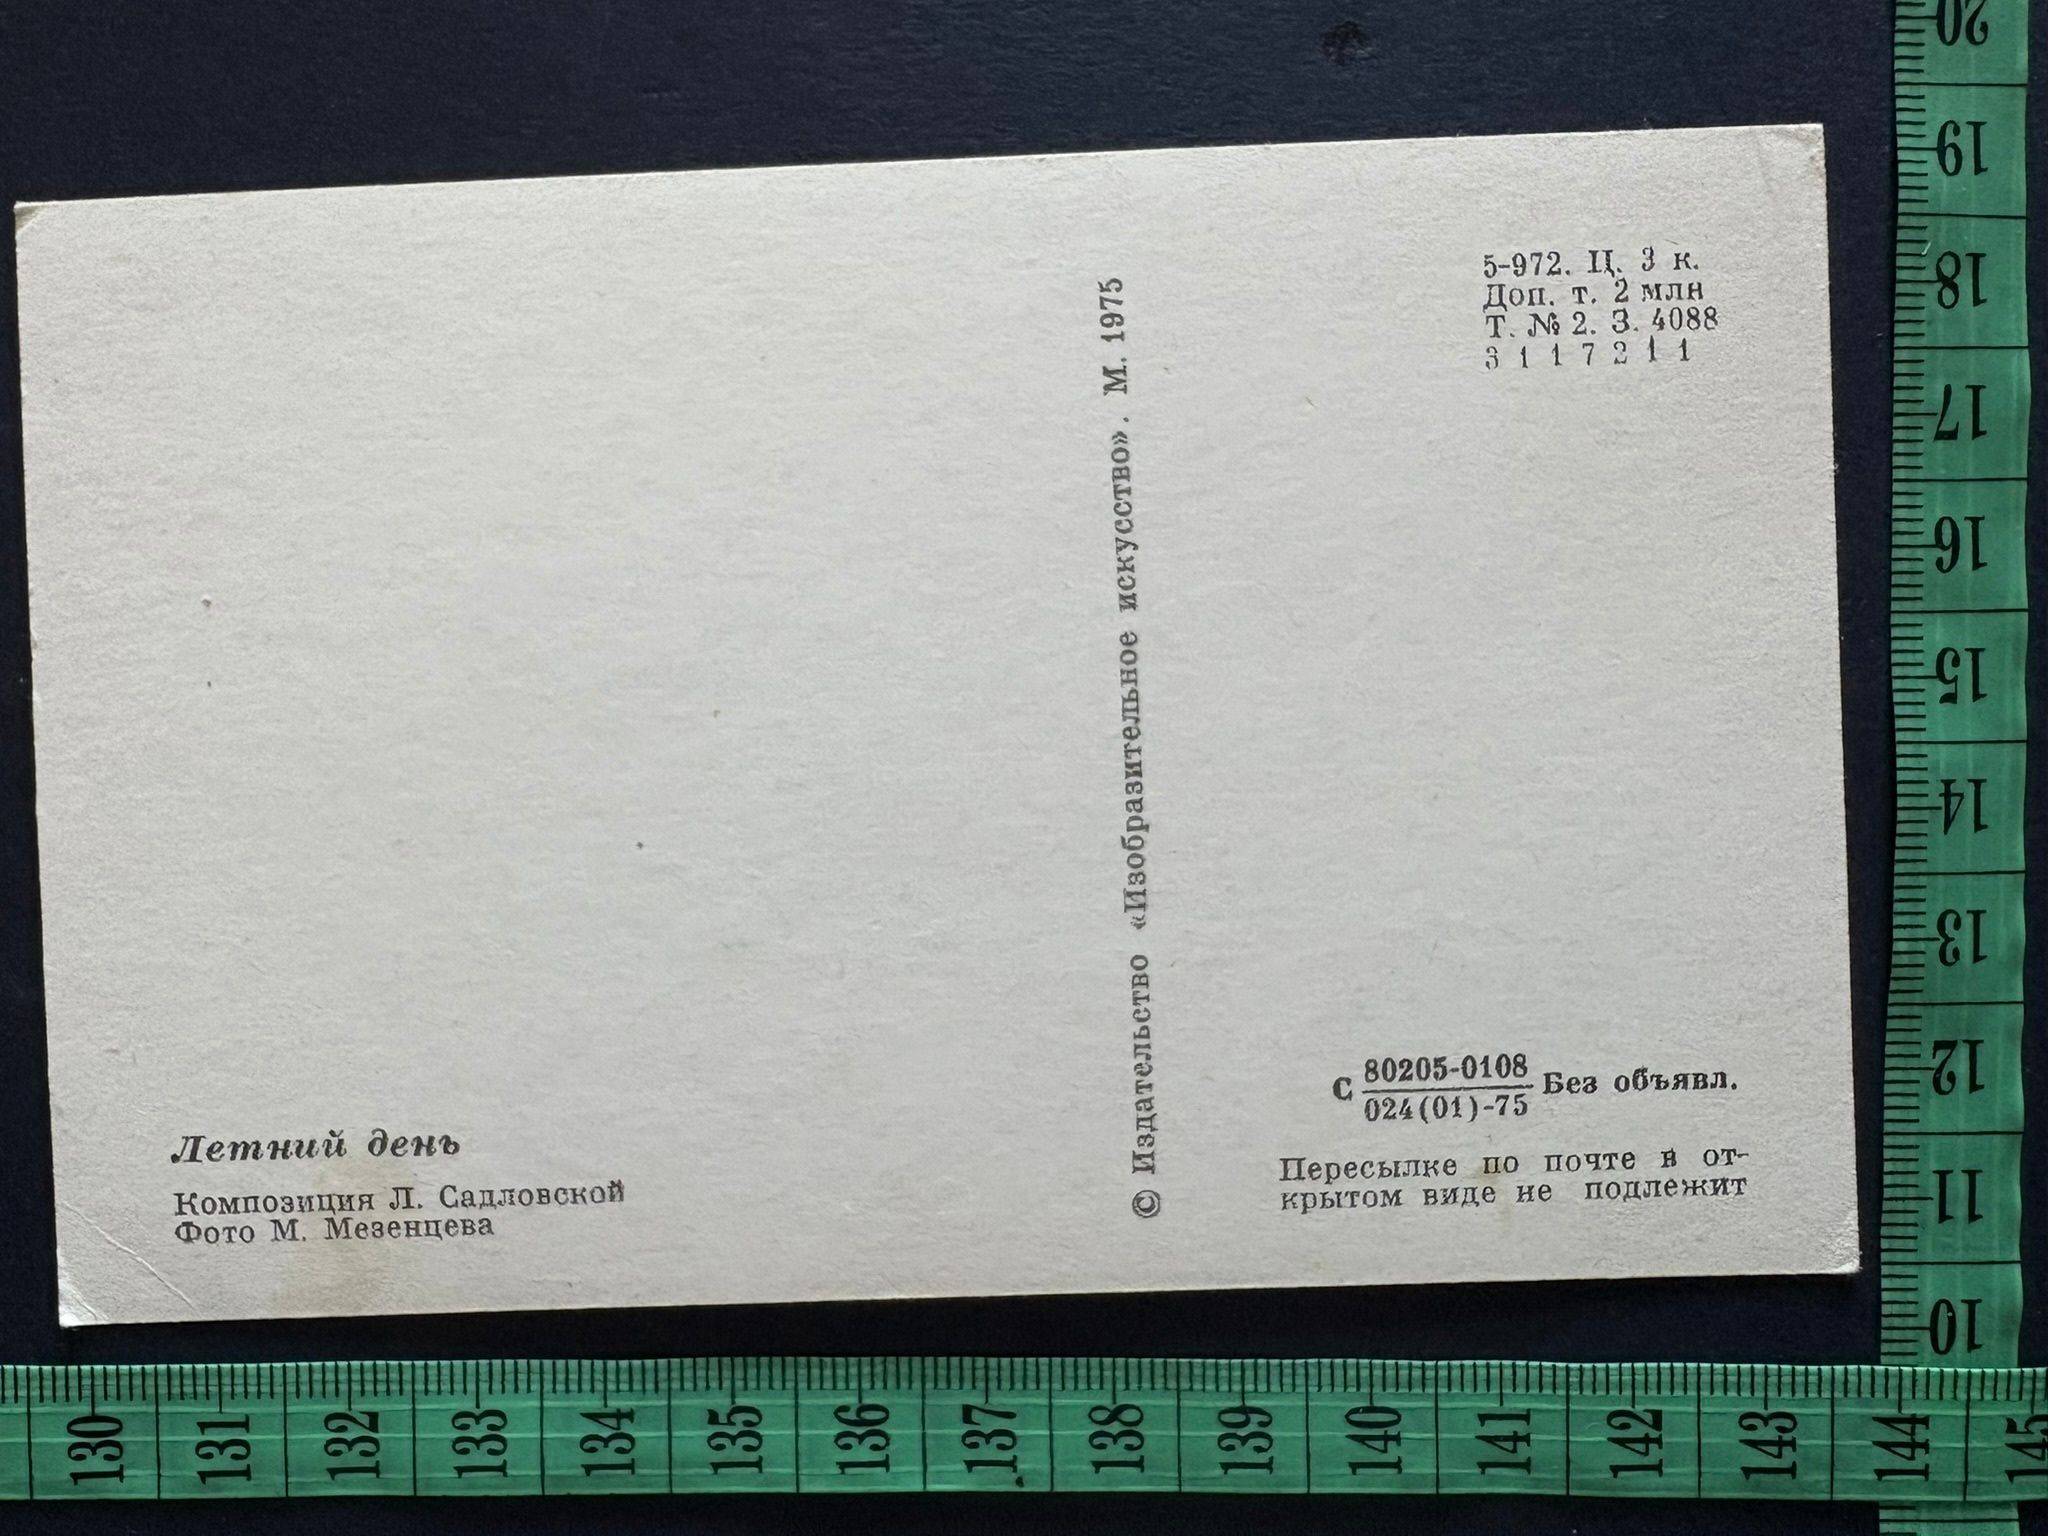 5-972. Ц. 3 к.
Доп. т. 2 млн
Т. № 2. З. 4088
3117211
© Издательство «Изобразительное искусство». М. 1975
Летний день
Композиция Л. Садловской
Фото М. Мезенцева
С 80205-0108 Без объявл.
024(01)-75
Пересылке по почте в от-
крытом виде не подлежит
20
19
18
17
16
15
14
13
12
11
10
130 131 132 133 134 135 136 137 138 139 140 141 142 143 144 145